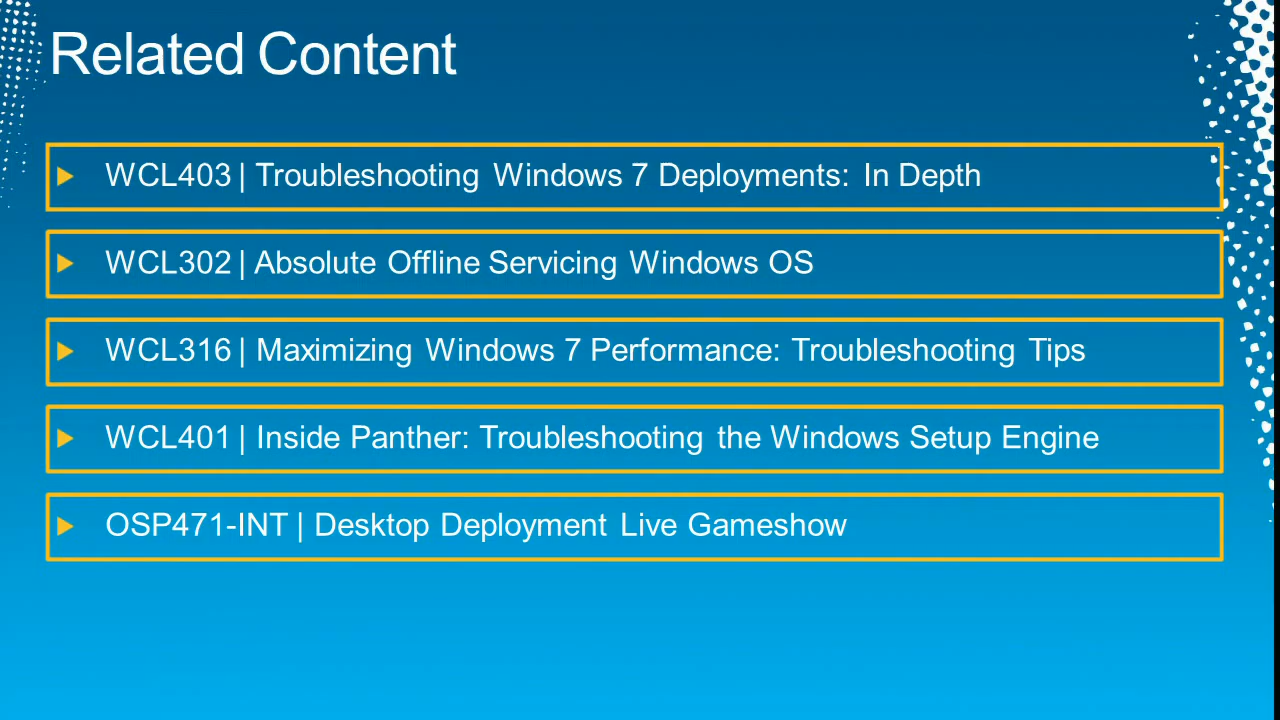 Related Content
WCL403 | Troubleshooting Windows 7 Deployments: In Depth
WCL302 | Absolute Offline Servicing Windows OS
WCL316 | Maximizing Windows 7 Performance: Troubleshooting Tips
WCL401 | Inside Panther: Troubleshooting the Windows Setup Engine
OSP471-INT | Desktop Deployment Live Gameshow